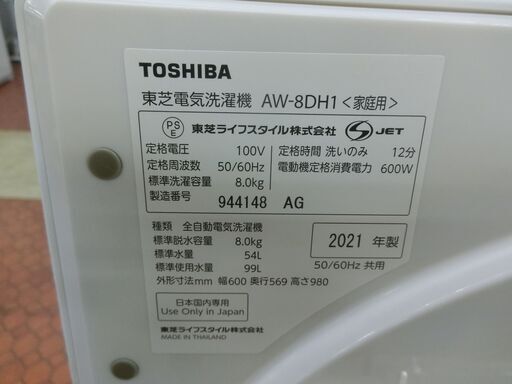 TOSHIBA
東芝電気洗濯機 AW-8DH1<家庭用>
PS E 東芝ライフスタイル株式会社 S JET
定格電圧 100V 定格時間 洗いのみ 12分
定格周波数 50/60Hz 電動機定格消費電力 600W
標準洗濯容量 8.0kg
製造番号 944148 AG
種類 全自動電気洗濯機
標準脱水容量 8.0kg 2021 年製
標準水量 54L
標準使用水量 99L 50/60Hz 共用
外形寸法mm 幅600 奥行569 高さ980
日本国内専用
Use Only in Japan
東芝ライフスタイル株式会社
MADE IN THAILAND